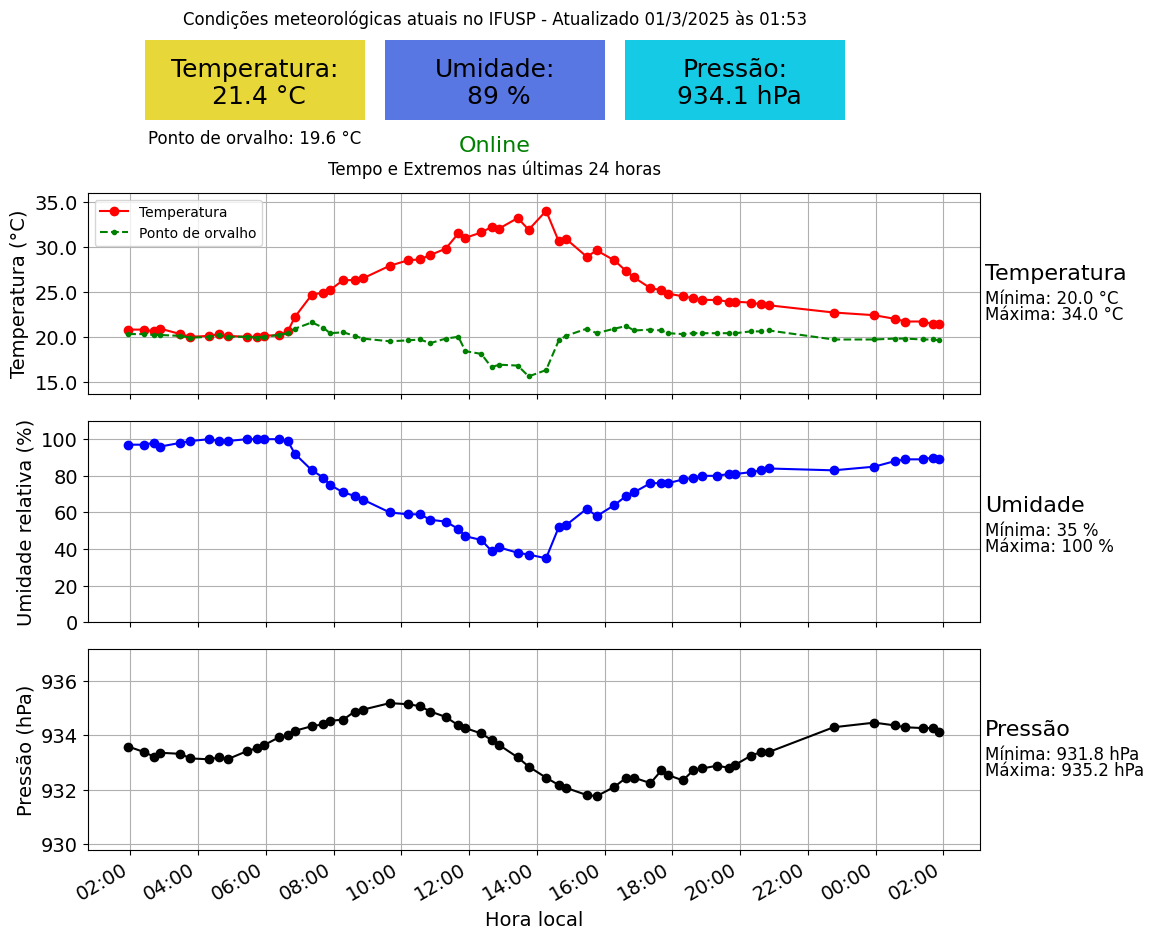 Condições meteorológicas atuais no IFUSP - Atualizado 01/3/2025 às 01:53
Temperatura:
21.4 °C
Umidade:
89 %
Pressão:
934.1 hPa
Ponto de orvalho: 19.6 °C
Online
Tempo e Extremos nas últimas 24 horas
Temperatura (°C)
35.0
30.0
25.0
20.0
15.0
Temperatura
Ponto de orvalho
Temperatura
Mínima: 20.0 °C
Máxima: 34.0 °C
Umidade relativa (%)
100
80
60
40
20
0
Umidade
Mínima: 35 %
Máxima: 100 %
Pressão (hPa)
936
934
932
930
Pressão
Mínima: 931.8 hPa
Máxima: 935.2 hPa
02:00
04:00
06:00
08:00
10:00
12:00
14:00
16:00
18:00
20:00
22:00
00:00
02:00
Hora local